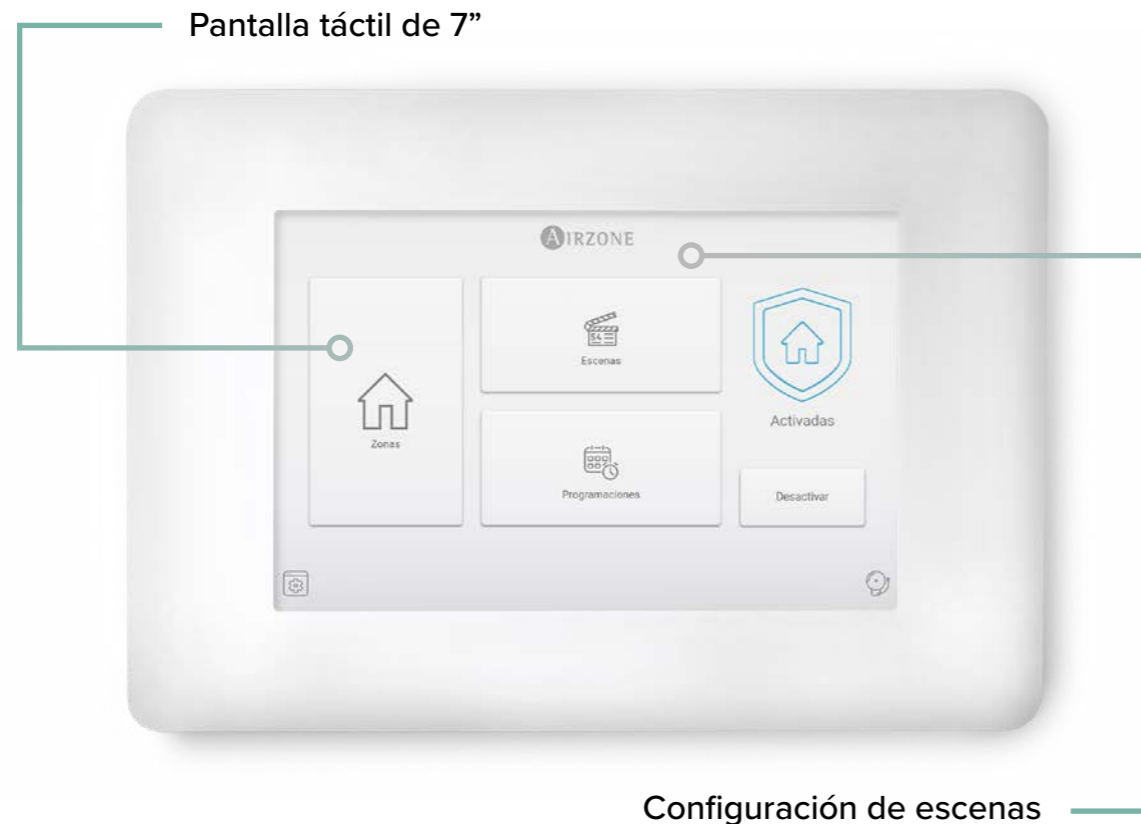 Pantalla táctil de 7”
AIRZONE
Escenas
Zonas
Activadas
Programaciones
Desactivar
Configuración de escenas